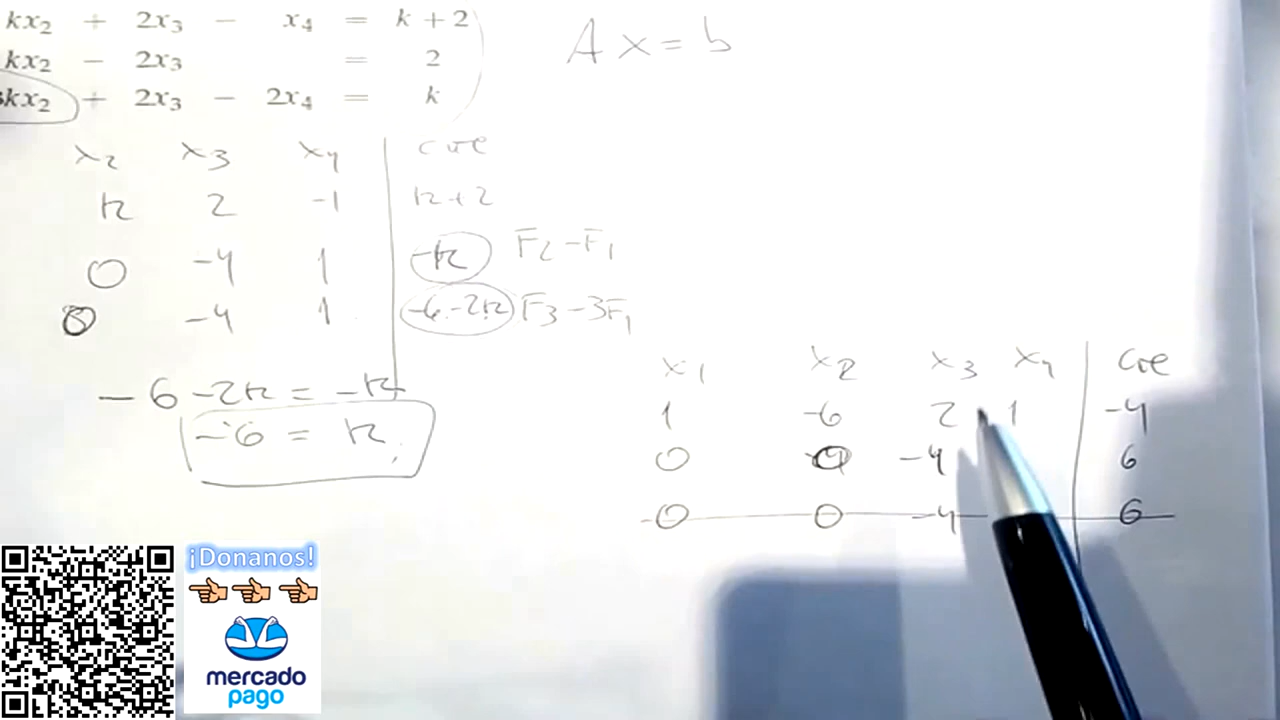 kx₂ + 2x₃ - x₄ = k + 2
kx₂ - 2x₃ = 2
3kx₂ + 2x₃ - 2x₄ = k
A x = b
x₂ x₃ x₄ cte
k 2 -1 k+2
0 -4 1 -k F₂ -F₁
0 -4 1 -6-2k F₃ -3F₁
-6-2k = -k
-6 = k
x₁ x₂ x₃ x₄ cte
1 -6 2 1 -4
0 0 -4 6
0 0 -4 6
¡Donanos!
mercado
pago